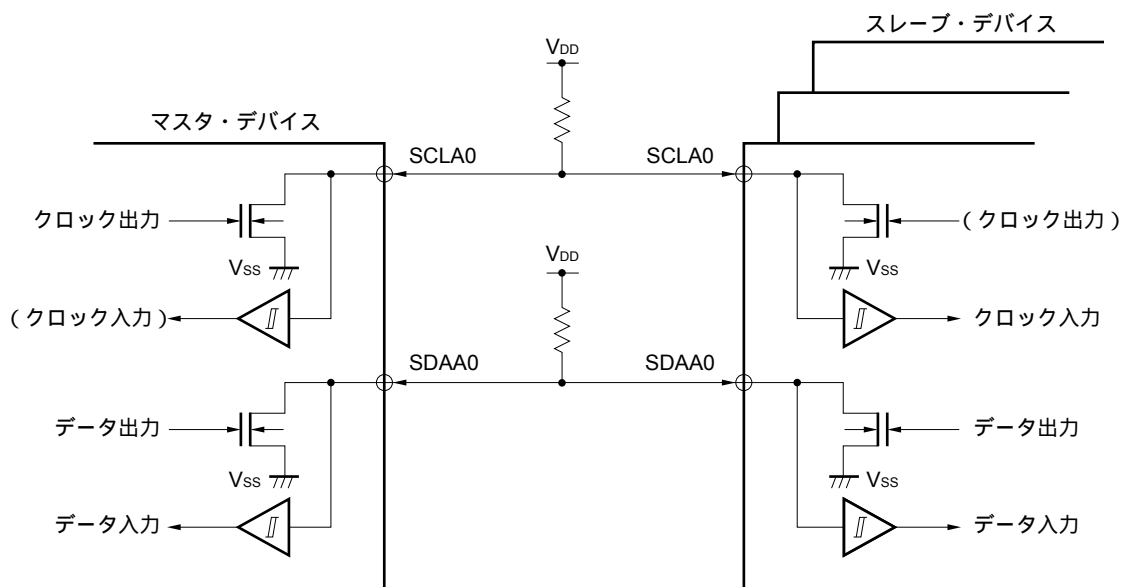 スレーブ・デバイス
VDD
マスタ・デバイス
SCLA0 SCLA0
クロック出力 (クロック出力)
VSS VDD VSS
(クロック入力) クロック入力
SDAA0 SDAA0
データ出力 データ出力
VSS VSS
データ入力 データ入力